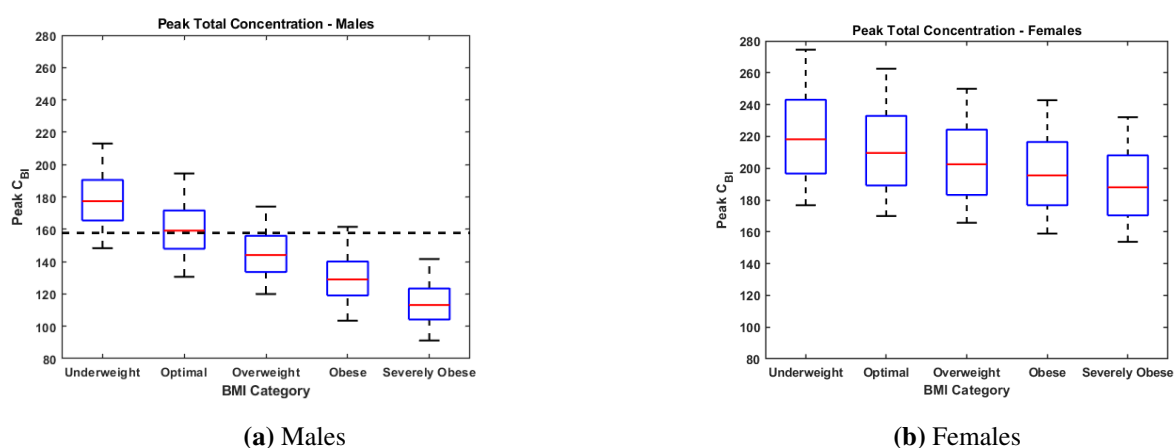 Peak Total Concentration - Males
280
260
240
220
200
180
160
140
120
100
80
Peak C_BI
Underweight Optimal Overweight Obese Severely Obese
BMI Category
(a) Males
Peak Total Concentration - Females
280
260
240
220
200
180
160
140
120
100
80
Peak C_BI
Underweight Optimal Overweight Obese Severely Obese
BMI Category
(b) Females